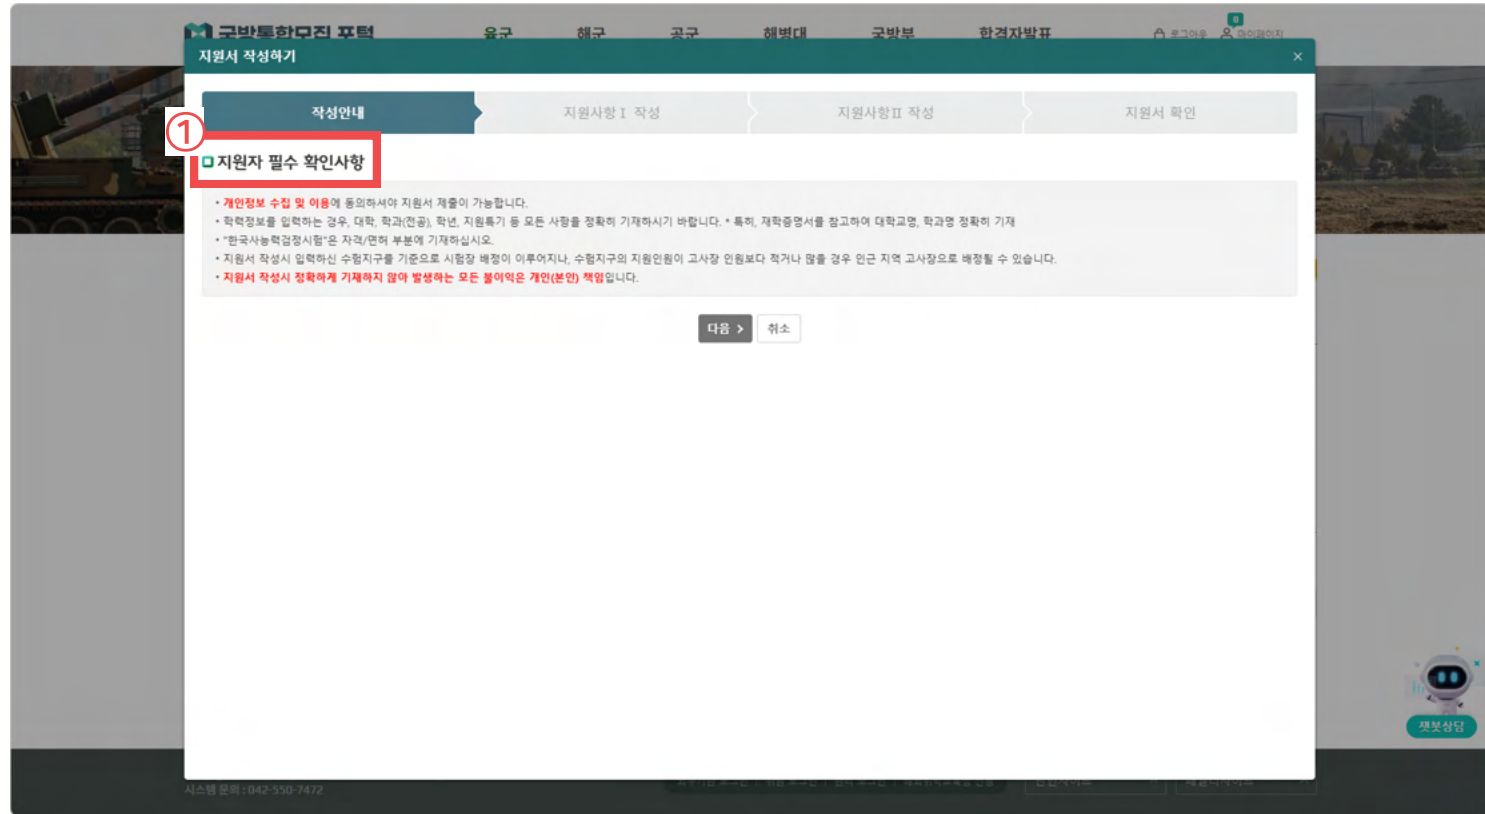 국방통합모집 포털
육군 해군 공군 해병대 국방부 합격자발표
0
로그아웃 마이페이지
지원서 작성하기 ×
작성안내 지원사항 I 작성 지원사항 II 작성 지원서 확인
①
지원자 필수 확인사항
• 개인정보 수집 및 이용에 동의하셔야 지원서 제출이 가능합니다.
• 학력정보를 입력하는 경우, 대학, 학과(전공), 학년, 지원특기 등 모든 사항을 정확히 기재하시기 바랍니다. * 특히, 재학증명서를 참고하여 대학교명, 학과명 정확히 기재
• "한국사능력검정시험"은 자격/면허 부분에 기재하십시오.
• 지원서 작성시 입력하신 수험지구를 기준으로 시험장 배정이 이루어지나, 수험지구의 지원인원이 고사장 인원보다 적거나 많을 경우 인근 지역 고사장으로 배정될 수 있습니다.
• 지원서 작성시 정확하게 기재하지 않아 발생하는 모든 불이익은 개인(본인) 책임입니다.
다음 > 취소
챗봇상담
시스템 문의 : 042-550-7472